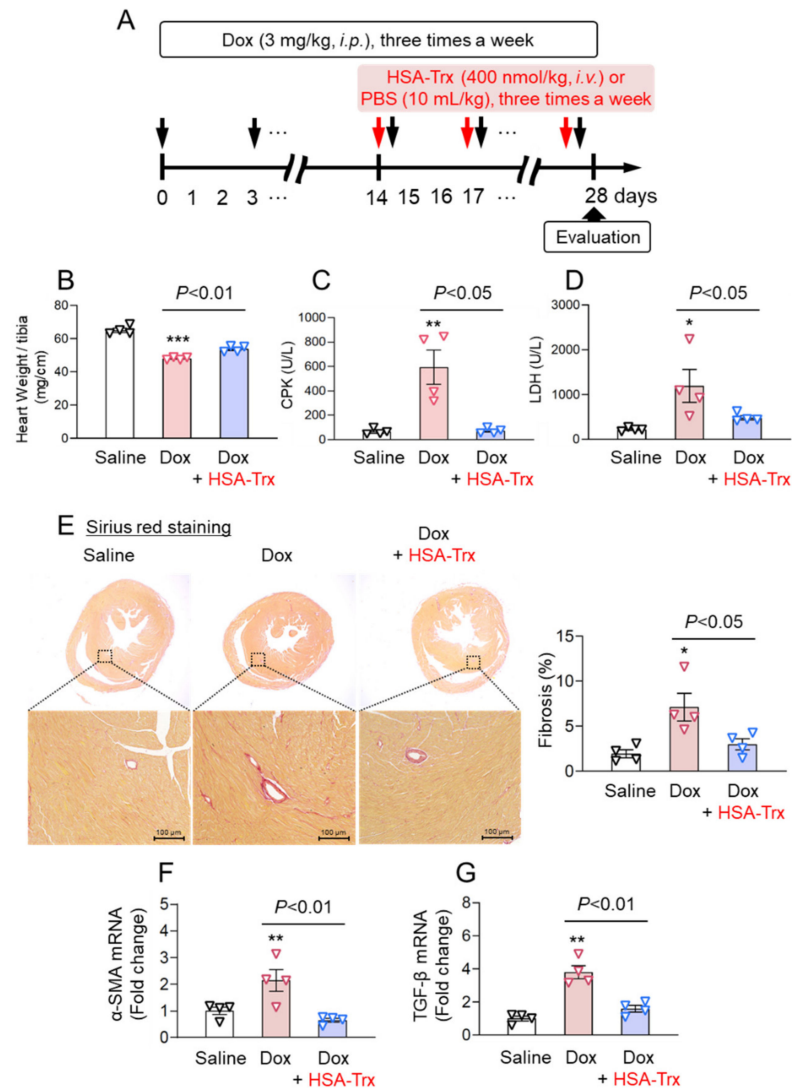 A
Dox (3 mg/kg, i.p.), three times a week
HSA-Trx (400 nmol/kg, i.v.) or
PBS (10 mL/kg), three times a week
... ...
0 1 2 3 ... 14 15 16 17 ... 28 days
Evaluation
B
P<0.01
Heart Weight / tibia
(mg/cm)
80
60
40
20
0
***
Saline Dox Dox
+ HSA-Trx
C
P<0.05
CPK (U/L)
1000
800
600
400
200
0
**
Saline Dox Dox
+ HSA-Trx
D
P<0.05
LDH (U/L)
3000
2000
1000
0
*
Saline Dox Dox
+ HSA-Trx
E Sirius red staining
Saline Dox Dox
+ HSA-Trx
100 μm 100 μm 100 μm
P<0.05
Fibrosis (%)
15
10
5
0
*
Saline Dox Dox
+ HSA-Trx
F
P<0.01
α-SMA mRNA
(Fold change)
5
4
3
2
1
0
**
Saline Dox Dox
+ HSA-Trx
G
P<0.01
TGF-β mRNA
(Fold change)
8
6
4
2
0
**
Saline Dox Dox
+ HSA-Trx